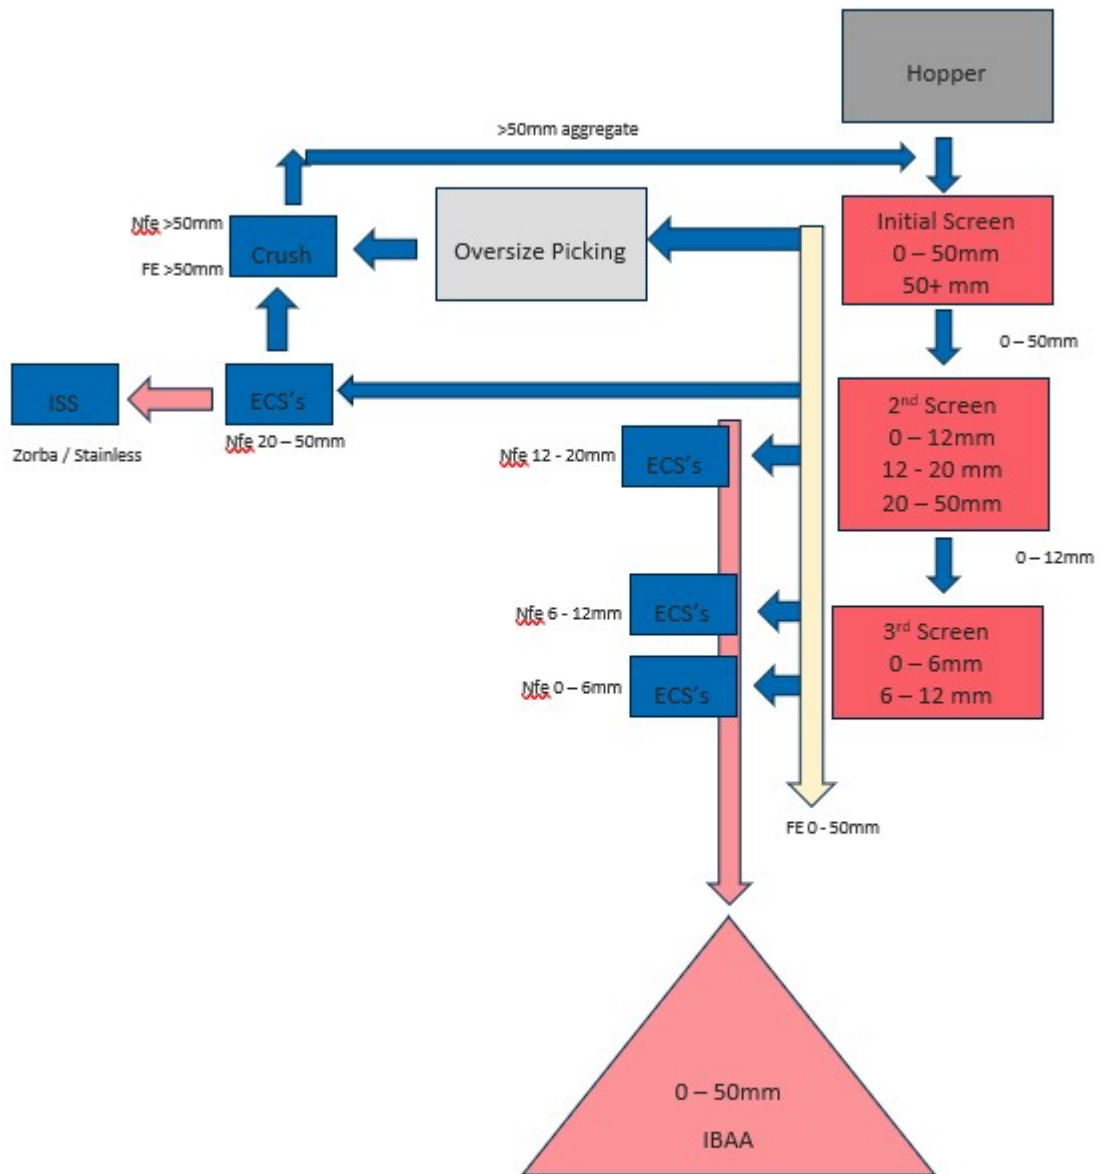 Hopper
>50mm aggregate
Initial Screen
0 – 50mm
50+ mm
Nfe >50mm
FE >50mm
Crush
Oversize Picking
0 – 50mm
ISS
Zorba / Stainless
ECS's
Nfe 20 – 50mm
2nd Screen
0 – 12mm
12 - 20 mm
20 – 50mm
Nfe 12 - 20mm
ECS's
0 – 12mm
Nfe 6 - 12mm
ECS's
3rd Screen
0 – 6mm
6 – 12 mm
Nfe 0 – 6mm
ECS's
FE 0 - 50mm
0 – 50mm
IBAA